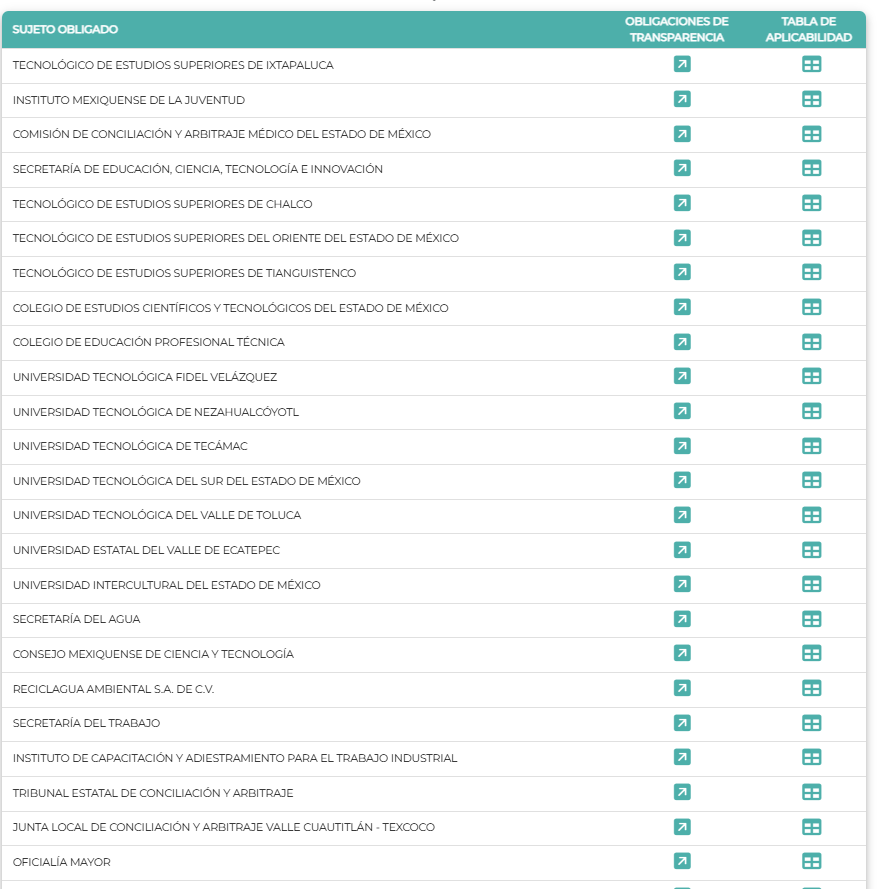 SUJETO OBLIGADO
OBLIGACIONES DE
TRANSPARENCIA
TABLA DE
APLICABILIDAD
TECNOLÓGICO DE ESTUDIOS SUPERIORES DE IXTAPALUCA
INSTITUTO MEXIQUENSE DE LA JUVENTUD
COMISIÓN DE CONCILIACIÓN Y ARBITRAJE MÉDICO DEL ESTADO DE MÉXICO
SECRETARÍA DE EDUCACIÓN, CIENCIA, TECNOLOGÍA E INNOVACIÓN
TECNOLÓGICO DE ESTUDIOS SUPERIORES DE CHALCO
TECNOLÓGICO DE ESTUDIOS SUPERIORES DEL ORIENTE DEL ESTADO DE MÉXICO
TECNOLÓGICO DE ESTUDIOS SUPERIORES DE TIANGUISTENCO
COLEGIO DE ESTUDIOS CIENTÍFICOS Y TECNOLÓGICOS DEL ESTADO DE MÉXICO
COLEGIO DE EDUCACIÓN PROFESIONAL TÉCNICA
UNIVERSIDAD TECNOLÓGICA FIDEL VELÁZQUEZ
UNIVERSIDAD TECNOLÓGICA DE NEZAHUALCÓYOTL
UNIVERSIDAD TECNOLÓGICA DE TECÁMAC
UNIVERSIDAD TECNOLÓGICA DEL SUR DEL ESTADO DE MÉXICO
UNIVERSIDAD TECNOLÓGICA DEL VALLE DE TOLUCA
UNIVERSIDAD ESTATAL DEL VALLE DE ECATEPEC
UNIVERSIDAD INTERCULTURAL DEL ESTADO DE MÉXICO
SECRETARÍA DEL AGUA
CONSEJO MEXIQUENSE DE CIENCIA Y TECNOLOGÍA
RECICLAGUA AMBIENTAL S.A. DE C.V.
SECRETARÍA DEL TRABAJO
INSTITUTO DE CAPACITACIÓN Y ADIESTRAMIENTO PARA EL TRABAJO INDUSTRIAL
TRIBUNAL ESTATAL DE CONCILIACIÓN Y ARBITRAJE
JUNTA LOCAL DE CONCILIACIÓN Y ARBITRAJE VALLE CUAUTITLÁN - TEXCOCO
OFICIALÍA MAYOR